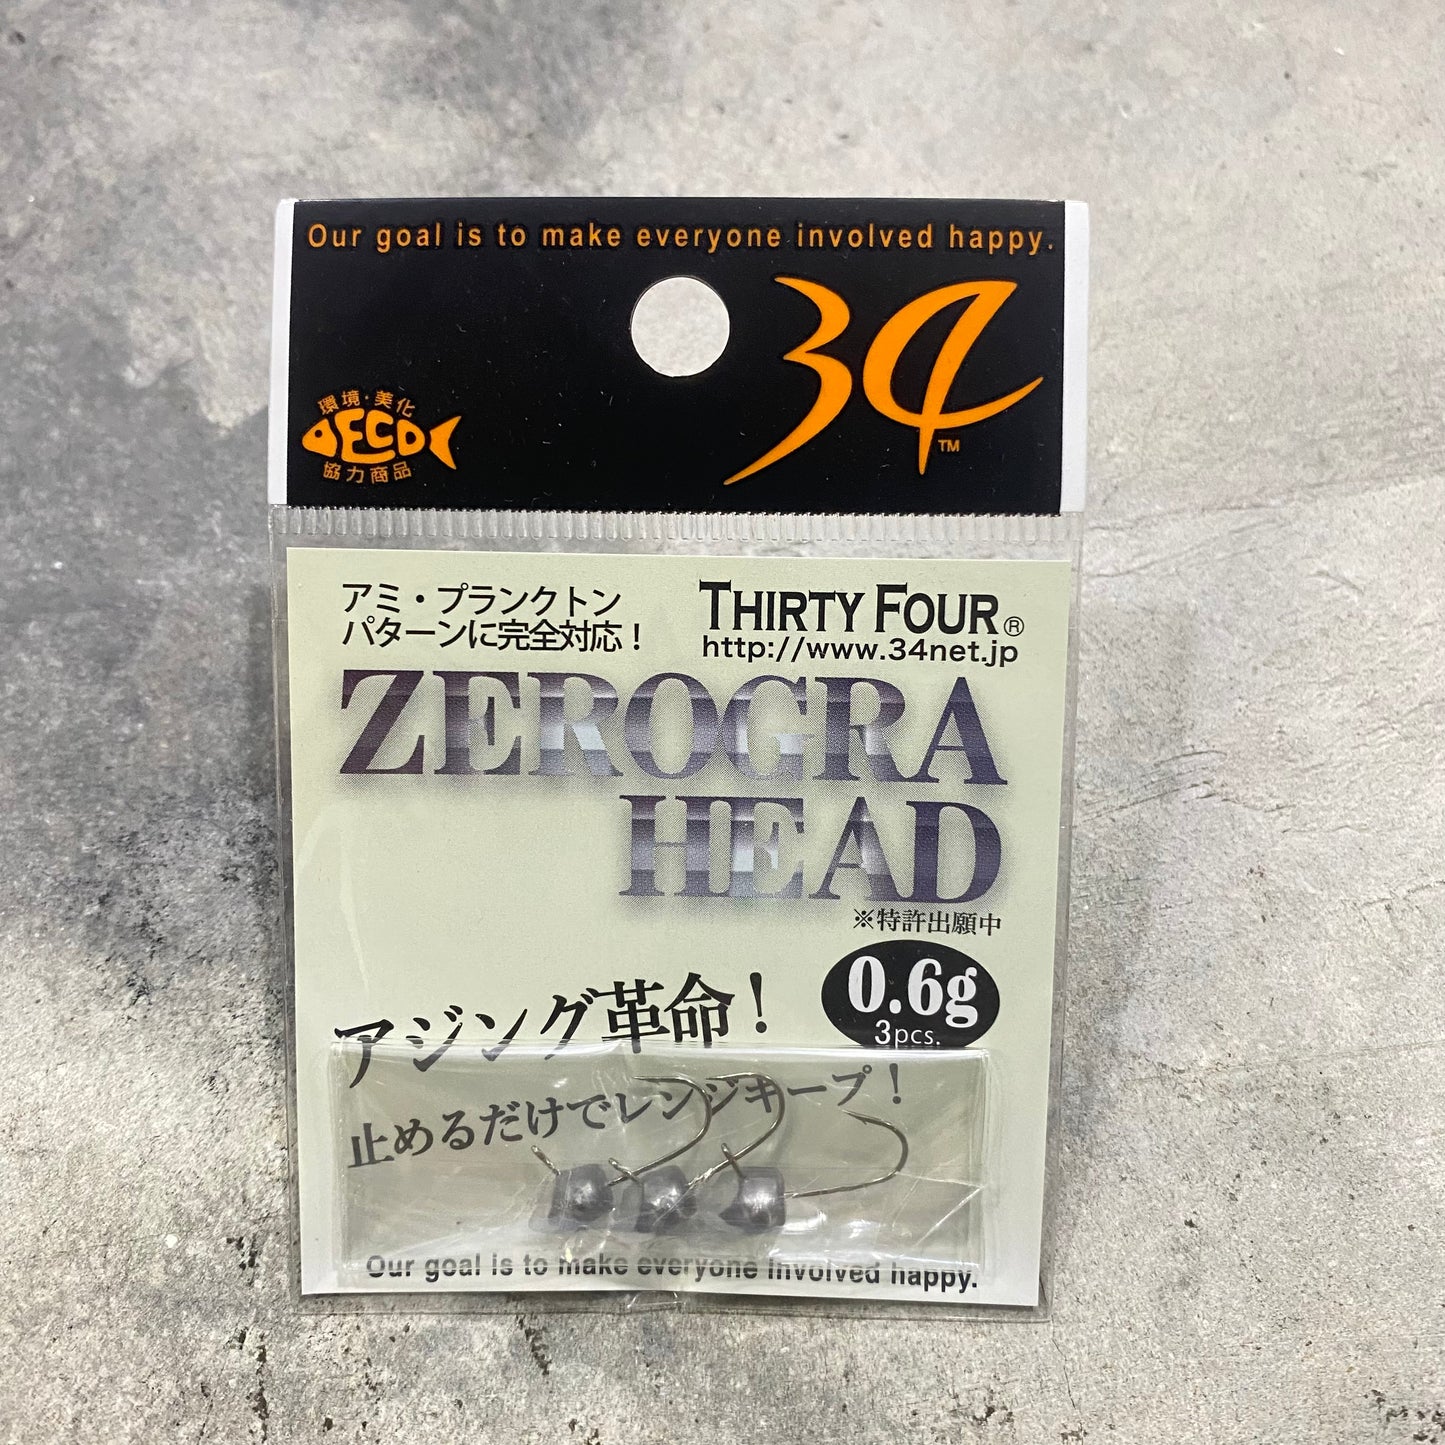 Our goal is to make everyone involved happy.
34
TM
環境・美化
ECO
協力商品
アミ・プランクトン
パターンに完全対応！
THIRTY FOUR®
http://www.34net.jp
ZEROGRA
HEAD
※特許出願中
0.6g
3pcs.
アジング革命！
止めるだけでレンジキープ！
Our goal is to make everyone involved happy.